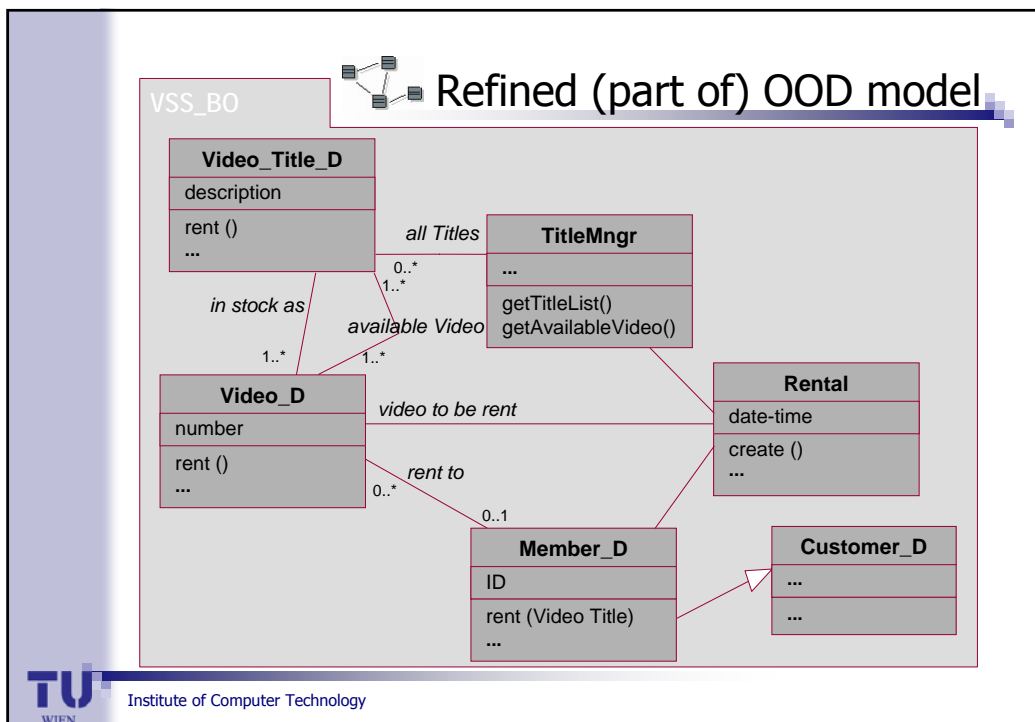 Refined (part of) OOD model
VSS_BO
Video_Title_D
description
rent ()
...
all Titles
0..*
1..*
TitleMngr
...
getTitleList()
getAvailableVideo()
in stock as
available Video
1..*
1..*
Video_D
number
rent ()
...
video to be rent
Rental
date-time
create ()
...
rent to
0..*
0..1
Member_D
ID
rent (Video Title)
...
Customer_D
...
...
TU
WIEN
Institute of Computer Technology